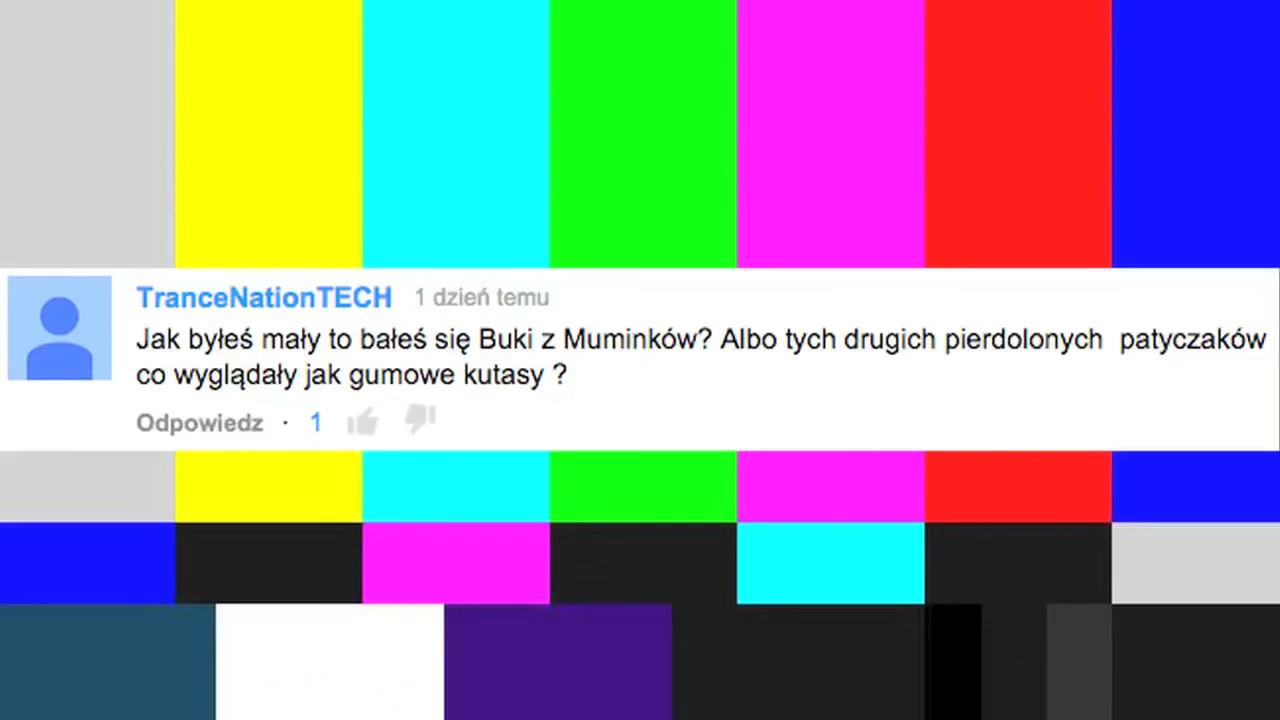 TranceNationTECH 1 dzień temu
Jak byłeś mały to bałeś się Buki z Muminków? Albo tych drugich pierdolonych  patyczaków
co wyglądały jak gumowe kutasy ?
Odpowiedz · 1